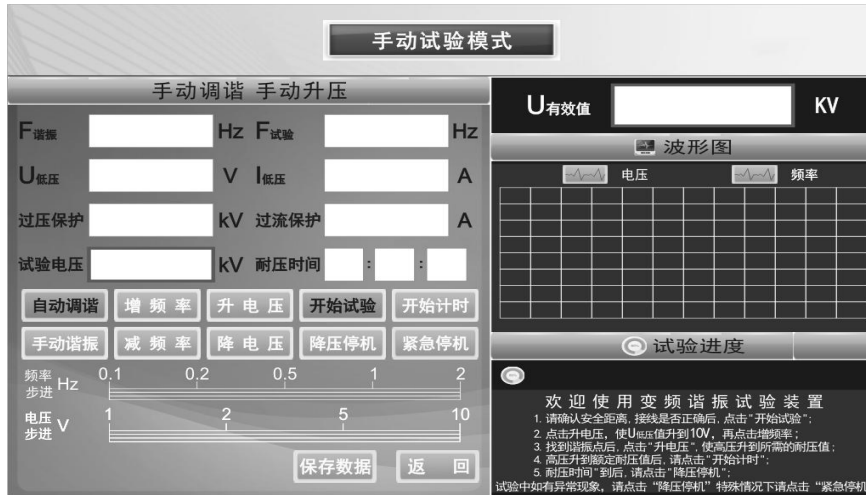 手动试验模式
手动调谐 手动升压
F谐振 Hz F试验 Hz
U低压 V I低压 A
过压保护 kV 过流保护 A
试验电压 kV 耐压时间 : :
自动调谐 增 频 率 升 电 压 开始试验 开始计时
手动谐振 减 频 率 降 电 压 降压停机 紧急停机
频率步进 Hz 0.1 0.2 0.5 1 2
电压步进 V 1 2 5 10
保存数据 返 回
U有效值 KV
波形图
电压 频率
试验进度
欢迎使用变频谐振试验装置
1. 请确认安全距离, 接线是否正确后, 点击"开始试验";
2. 点击升电压, 使U低压值升到10V, 再点击增频率;
3. 找到谐振点后, 点击"升电压", 使高压升到所需的耐压值;
4. 高压升到额定耐压值后, 请点击"开始计时";
5. 耐压时间"到后, 请点击"降压停机";
试验中如有异常现象, 请点击"降压停机"特殊情况下请点击"紧急停机